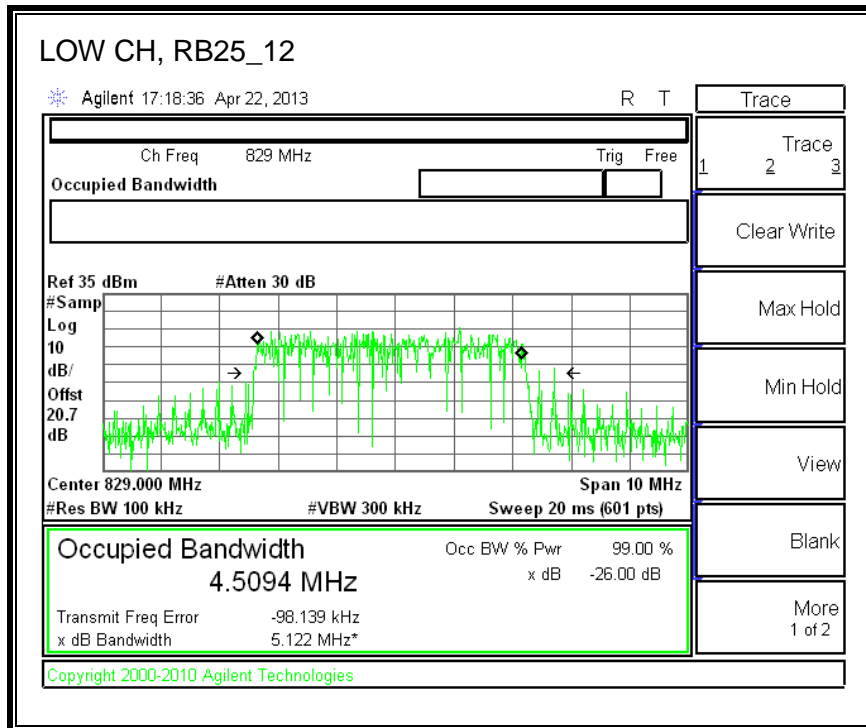 LOW CH, RB25_12
Agilent 17:18:36 Apr 22, 2013 R T Trace
Ch Freq 829 MHz Trig Free
Occupied Bandwidth
Trace
1 2 3
Clear Write
Max Hold
Min Hold
View
Blank
More
1 of 2
Ref 35 dBm #Atten 30 dB
#Samp
Log
10
dB/
Offst
20.7
dB
Center 829.000 MHz Span 10 MHz
#Res BW 100 kHz #VBW 300 kHz Sweep 20 ms (601 pts)
Occupied Bandwidth Occ BW % Pwr 99.00 %
4.5094 MHz x dB -26.00 dB
Transmit Freq Error -98.139 kHz
x dB Bandwidth 5.122 MHz*
Copyright 2000-2010 Agilent Technologies